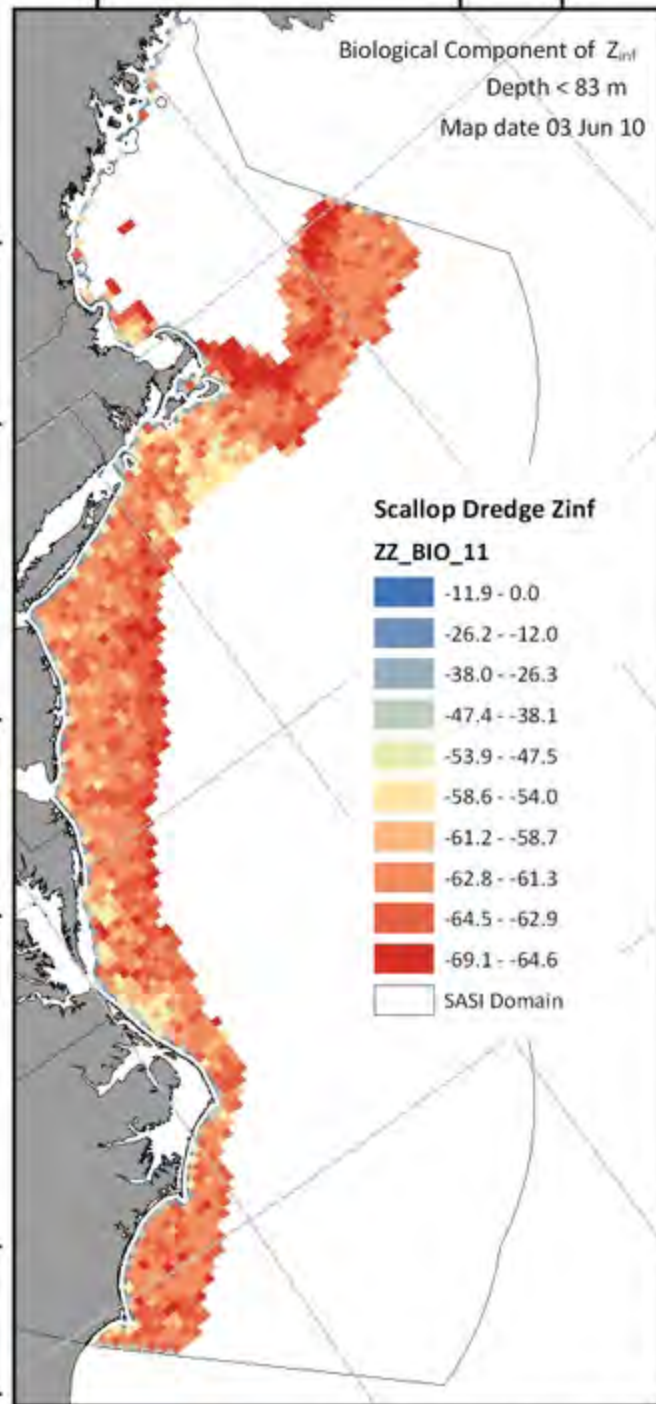 Biological Component of Zinf
Depth < 83 m
Map date 03 Jun 10
Scallop Dredge Zinf
ZZ_BIO_11
-11.9 - 0.0
-26.2 - -12.0
-38.0 - -26.3
-47.4 - -38.1
-53.9 - -47.5
-58.6 - -54.0
-61.2 - -58.7
-62.8 - -61.3
-64.5 - -62.9
-69.1 - -64.6
SASI Domain